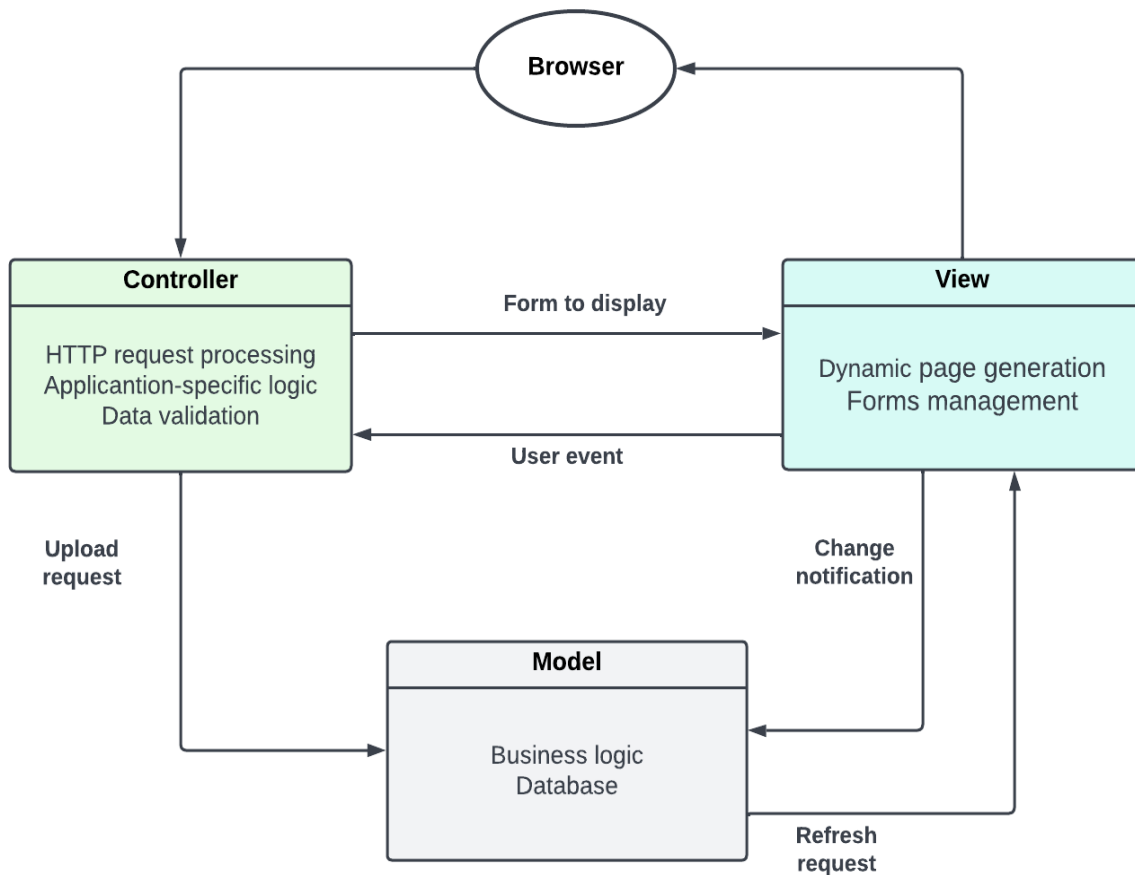 Browser
Controller
HTTP request processing
Applicantion-specific logic
Data validation
Form to display
User event
View
Dynamic page generation
Forms management
Upload
request
Change
notification
Model
Business logic
Database
Refresh
request